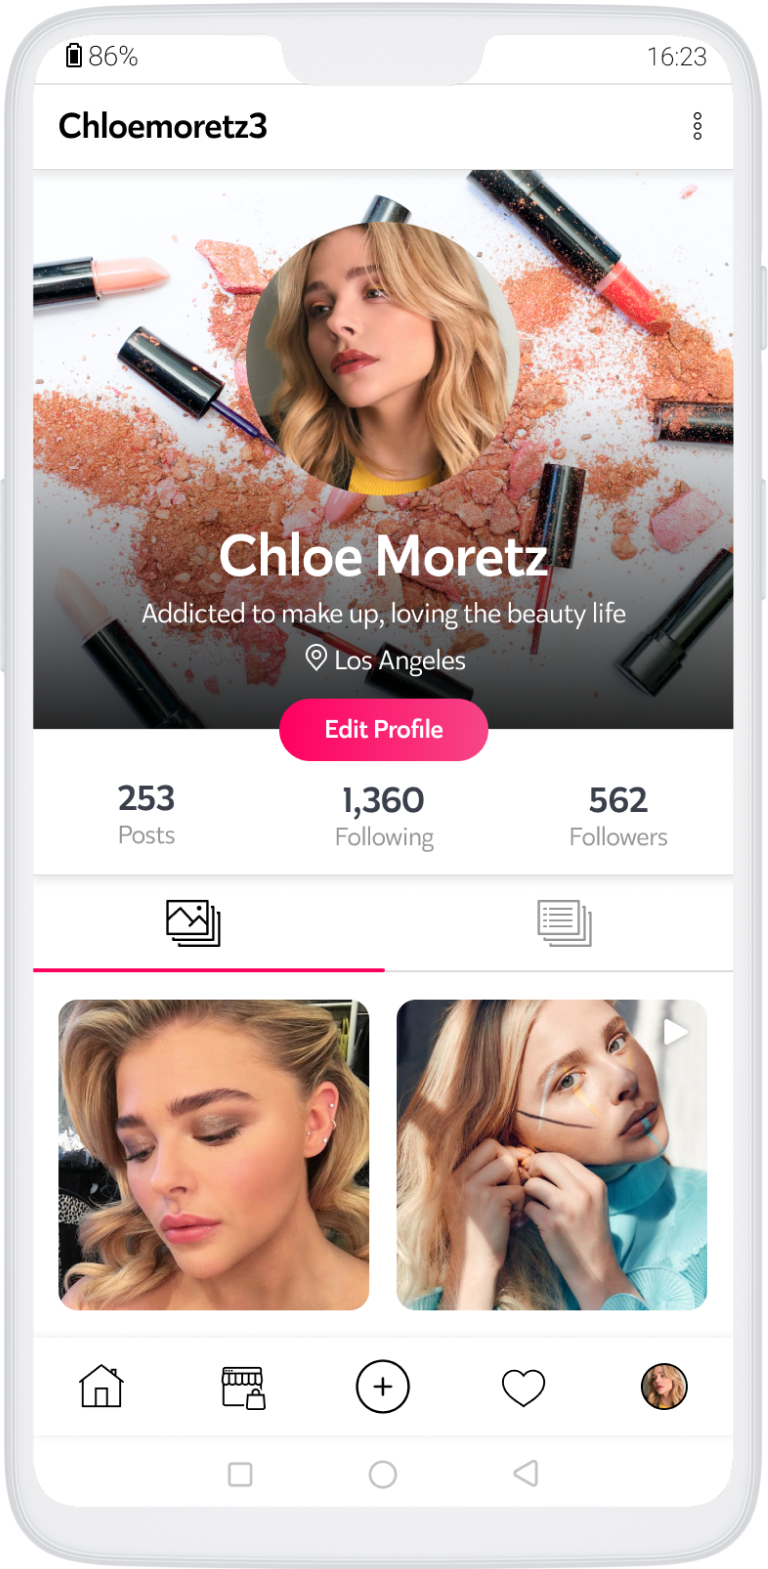 86%
16:23
Chloemoretz3
Chloe Moretz
Addicted to make up, loving the beauty life
Los Angeles
Edit Profile
253
1,360
562
Posts
Following
Followers